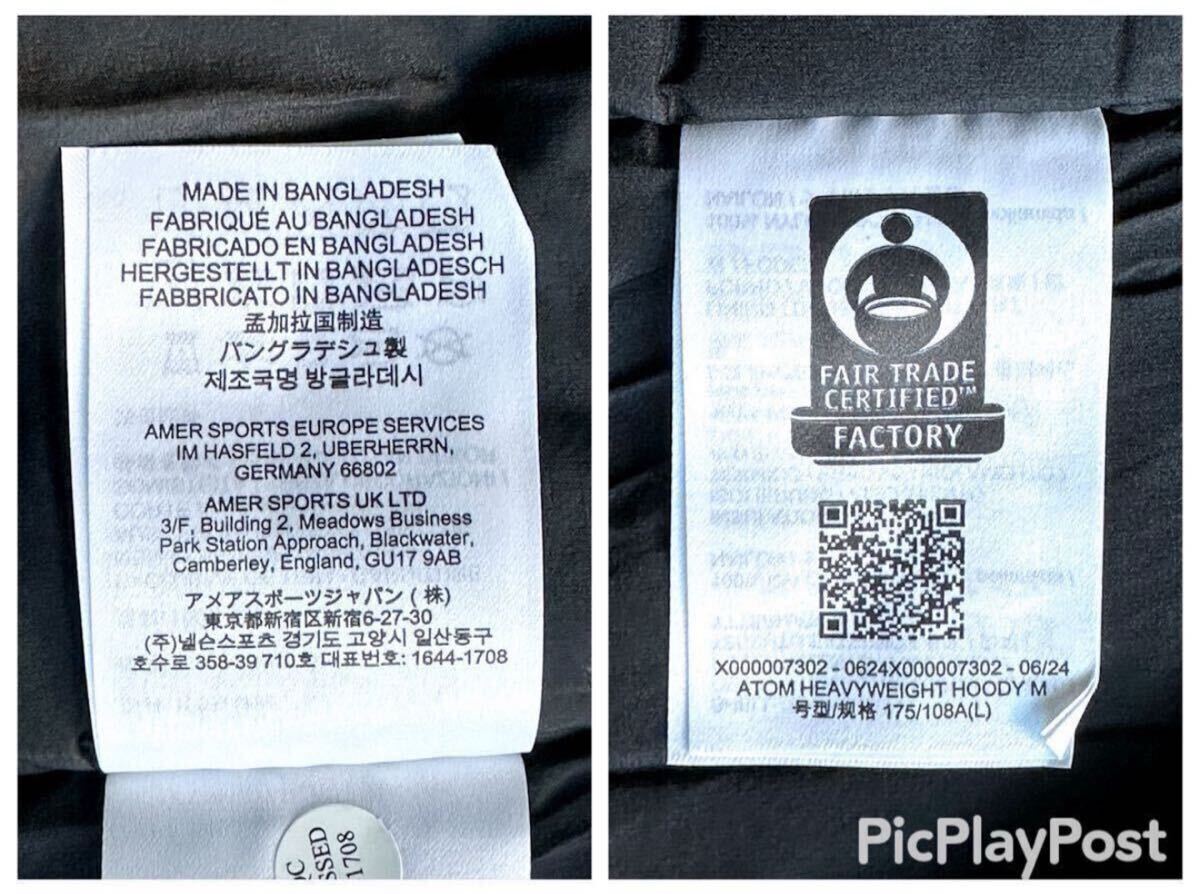 MADE IN BANGLADESH
FABRIQUÉ AU BANGLADESH
FABRICADO EN BANGLADESH
HERGESTELLT IN BANGLADESCH
FABBRICATO IN BANGLADESH
孟加拉国制造
バングラデシュ製
제조국명 방글라데시
AMER SPORTS EUROPE SERVICES
IM HASFELD 2, UBERHERRN,
GERMANY 66802
AMER SPORTS UK LTD
3/F, Building 2, Meadows Business
Park Station Approach, Blackwater,
Camberley, England, GU17 9AB
アメアスポーツジャパン (株)
東京都新宿区新宿6-27-30
(주)넬슨스포츠 경기도 고양시 일산동구
호수로 358-39 710호 대표번호: 1644-1708
1708
FAIR TRADE
CERTIFIED™
FACTORY
X000007302 - 0624X000007302 - 06/24
ATOM HEAVYWEIGHT HOODY M
号型/规格 175/108A(L)
PicPlayPost